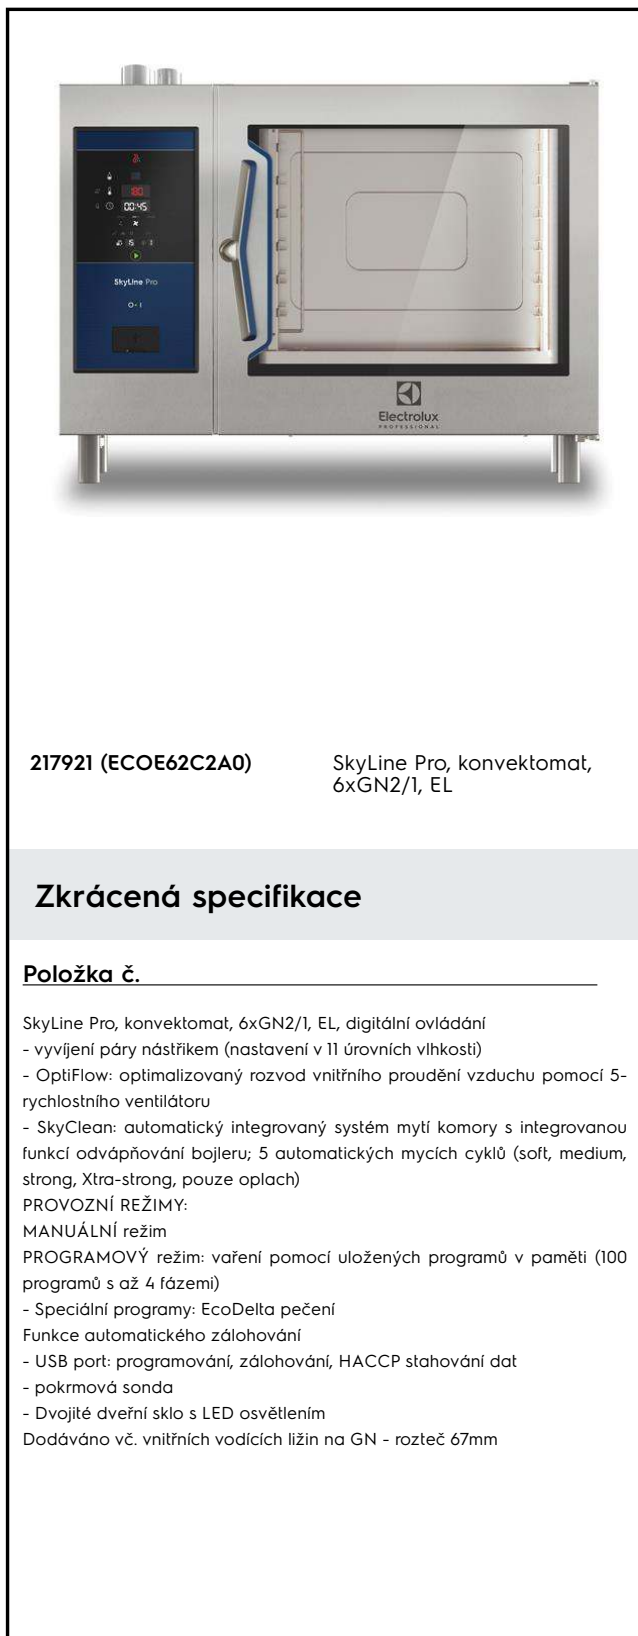 180
00:45
15
SkyLine Pro
Electrolux
PROFESSIONAL
217921 (ECOE62C2A0)
SkyLine Pro, konvektomat,
6xGN2/1, EL
Zkrácená specifikace
Položka č.
SkyLine Pro, konvektomat, 6xGN2/1, EL, digitální ovládání
- vyvíjení páry nástřikem (nastavení v 11 úrovních vlhkosti)
- OptiFlow: optimalizovaný rozvod vnitřního proudění vzduchu pomocí 5-
rychlostního ventilátoru
- SkyClean: automatický integrovaný systém mytí komory s integrovanou
funkcí odvápňování bojleru; 5 automatických mycích cyklů (soft, medium,
strong, Xtra-strong, pouze oplach)
PROVOZNÍ REŽIMY:
MANUÁLNÍ režim
PROGRAMOVÝ režim: vaření pomocí uložených programů v paměti (100
programů s až 4 fázemi)
- Speciální programy: EcoDelta pečení
Funkce automatického zálohování
- USB port: programování, zálohování, HACCP stahování dat
- pokrmová sonda
- Dvojité dveřní sklo s LED osvětlením
Dodáváno vč. vnitřních vodících ližin na GN - rozteč 67mm